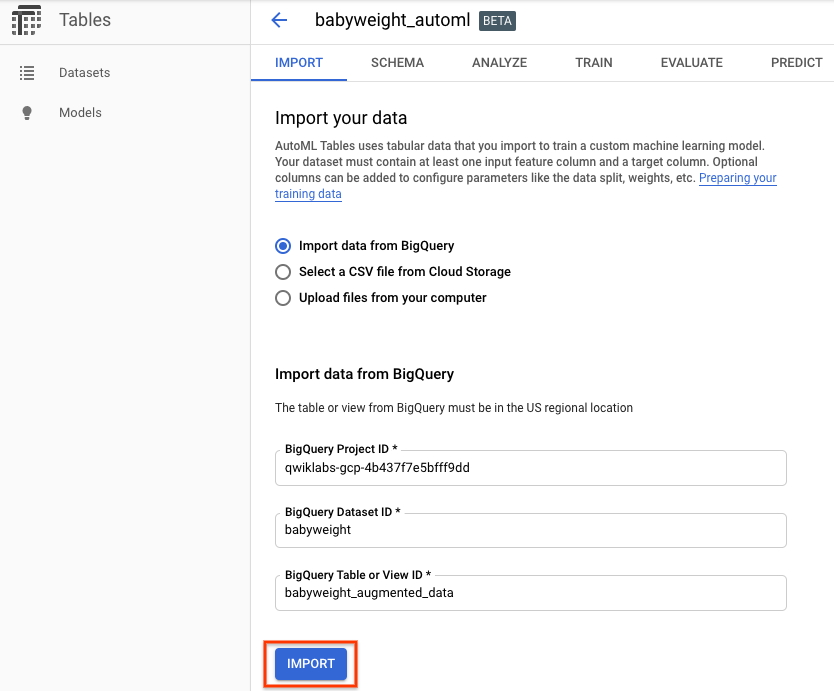 Tables
babyweight_automl BETA
Datasets
Models
IMPORT SCHEMA ANALYZE TRAIN EVALUATE PREDICT
Import your data
AutoML Tables uses tabular data that you import to train a custom machine learning model.
Your dataset must contain at least one input feature column and a target column. Optional
columns can be added to configure parameters like the data split, weights, etc. Preparing your
training data
Import data from BigQuery
Select a CSV file from Cloud Storage
Upload files from your computer
Import data from BigQuery
The table or view from BigQuery must be in the US regional location
BigQuery Project ID *
qwiklabs-gcp-4b437f7e5bfff9dd
BigQuery Dataset ID *
babyweight
BigQuery Table or View ID *
babyweight_augmented_data
IMPORT